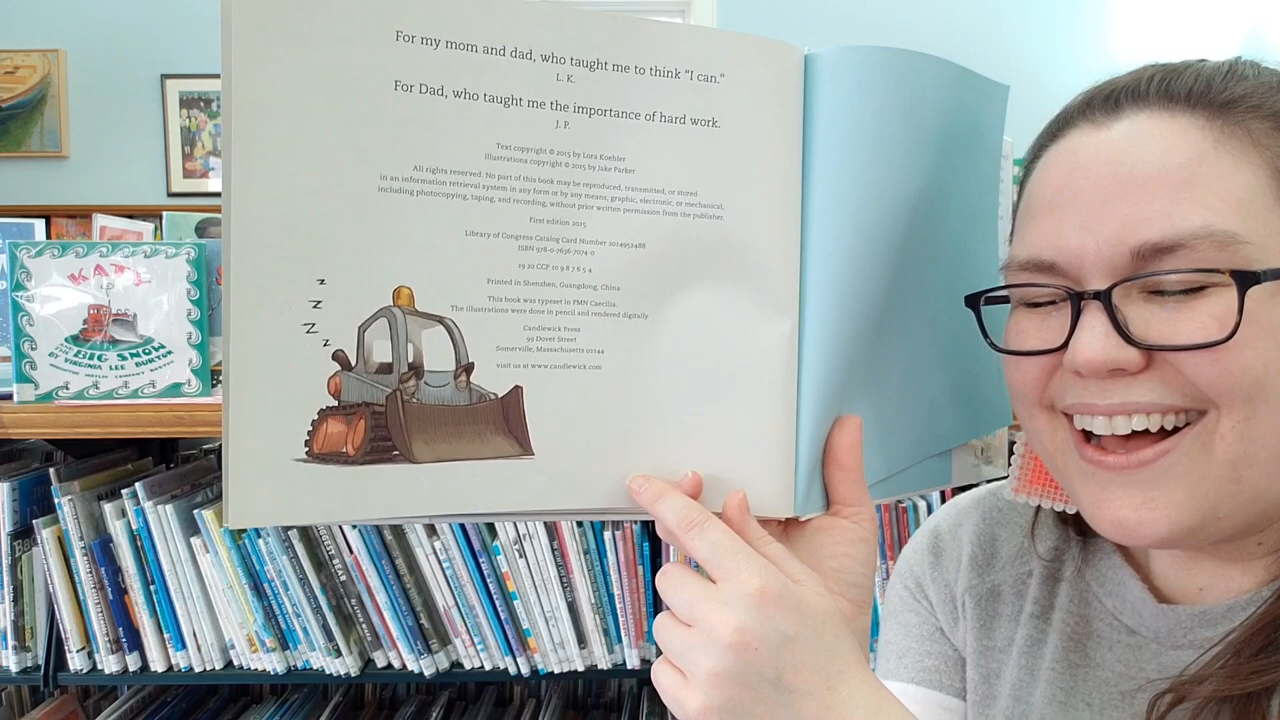 For my mom and dad, who taught me to think "I can."
L. K.
For Dad, who taught me the importance of hard work.
J. P.
Text copyright © 2015 by Lora Koehler
Illustrations copyright © 2015 by Jake Parker
All rights reserved. No part of this book may be reproduced, transmitted, or stored
in an information retrieval system in any form or by any means, graphic, electronic, or mechanical,
including photocopying, taping, and recording, without prior written permission from the publisher.
First edition 2015
Library of Congress Catalog Card Number 2014952488
ISBN 978-0-7636-7074-0
19 20 CCP 10 9 8 7 6 5 4
Printed in Shenzhen, Guangdong, China
This book was typeset in PMN Caecilia.
The illustrations were done in pencil and rendered digitally.
Candlewick Press
99 Dover Street
Somerville, Massachusetts 02144
visit us at www.candlewick.com
z
z
z
z
KATY
AND THE
BIG SNOW
BY VIRGINIA LEE BURTON
HOUGHTON MIFFLIN COMPANY BOSTON